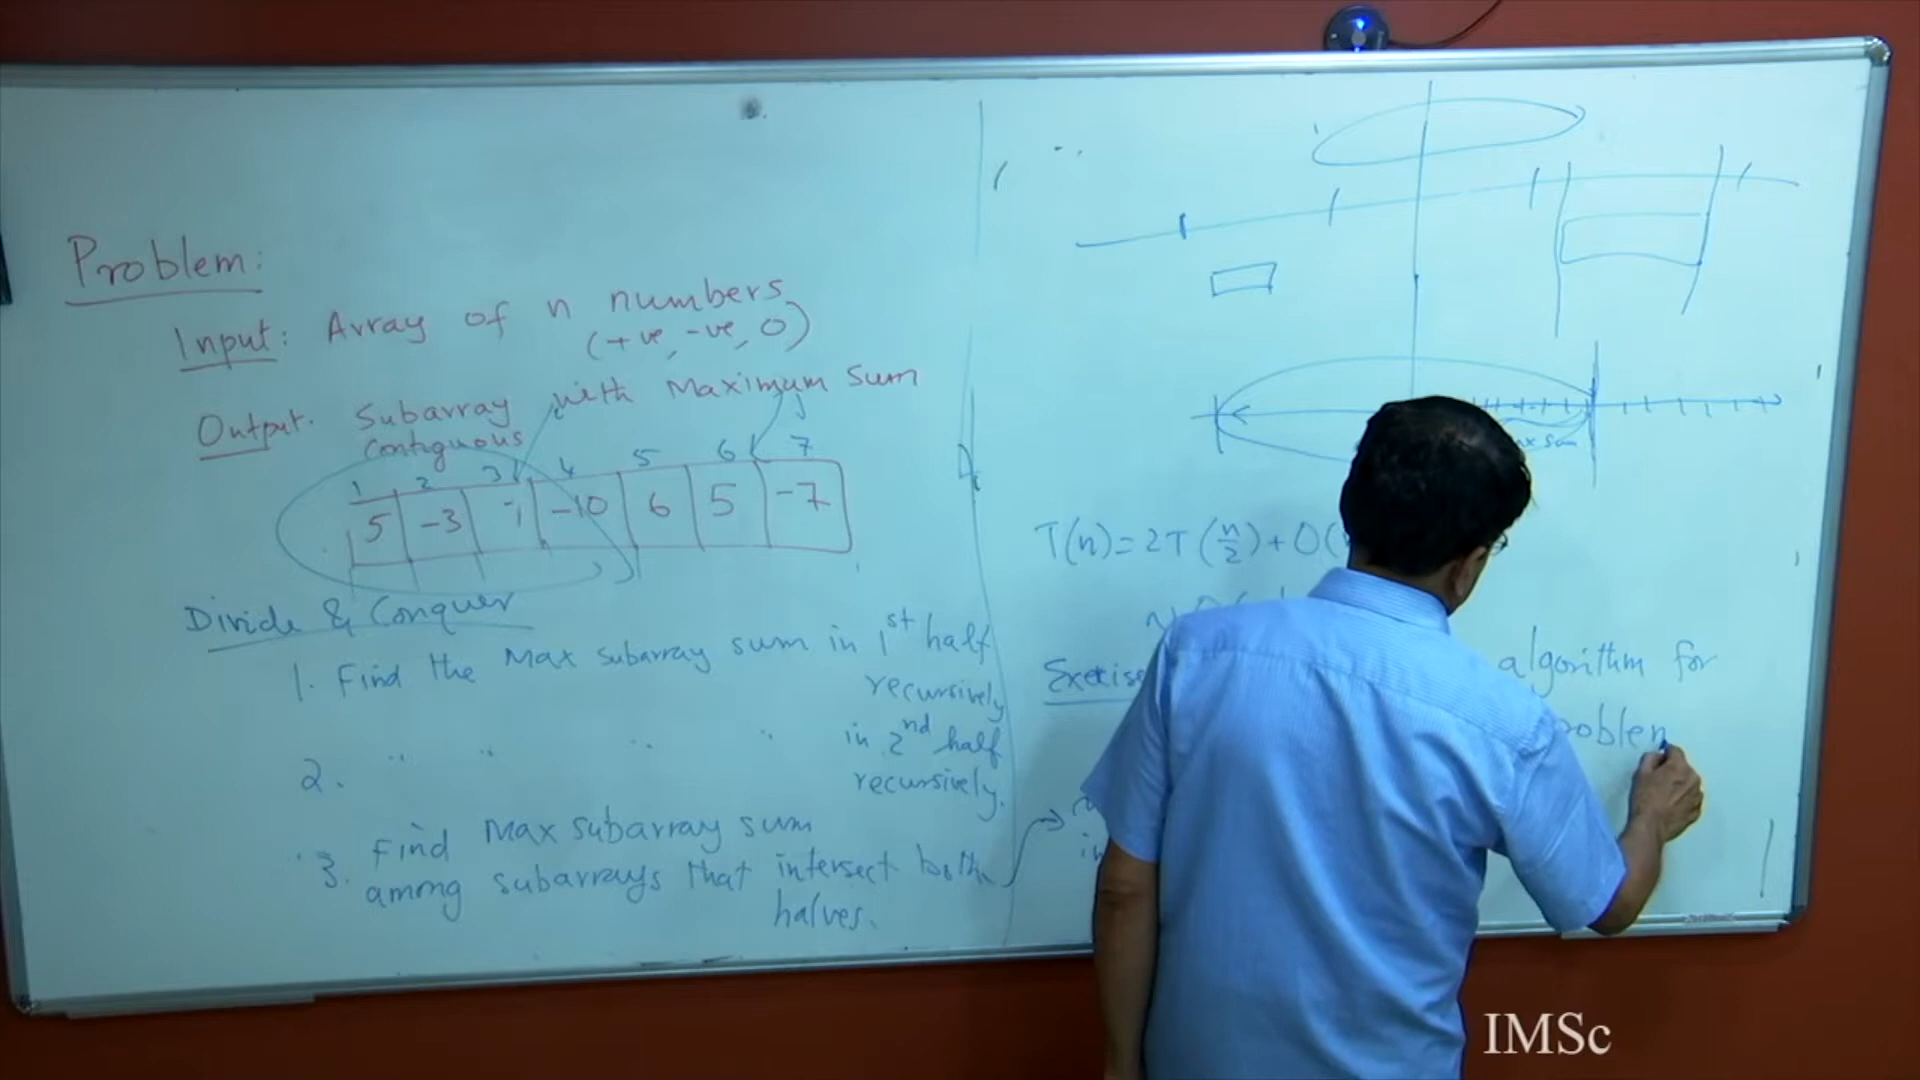 Problem:
Input: Array of n numbers
(+ve, -ve, 0)
Output. Subarray with Maximum Sum
Contiguous
1 2 3 4 5 6 7
5 -3 -1 -10 6 5 -7
Divide & Conquer
1. Find the Max subarray sum in 1st half
recursively
2. " " " " in 2nd half
recursively.
3. Find Max subarray sum
among subarrays that intersect both
halves.
sum
T(n)=2T(n/2)+O(
Exercise
algorithm for
IMSc